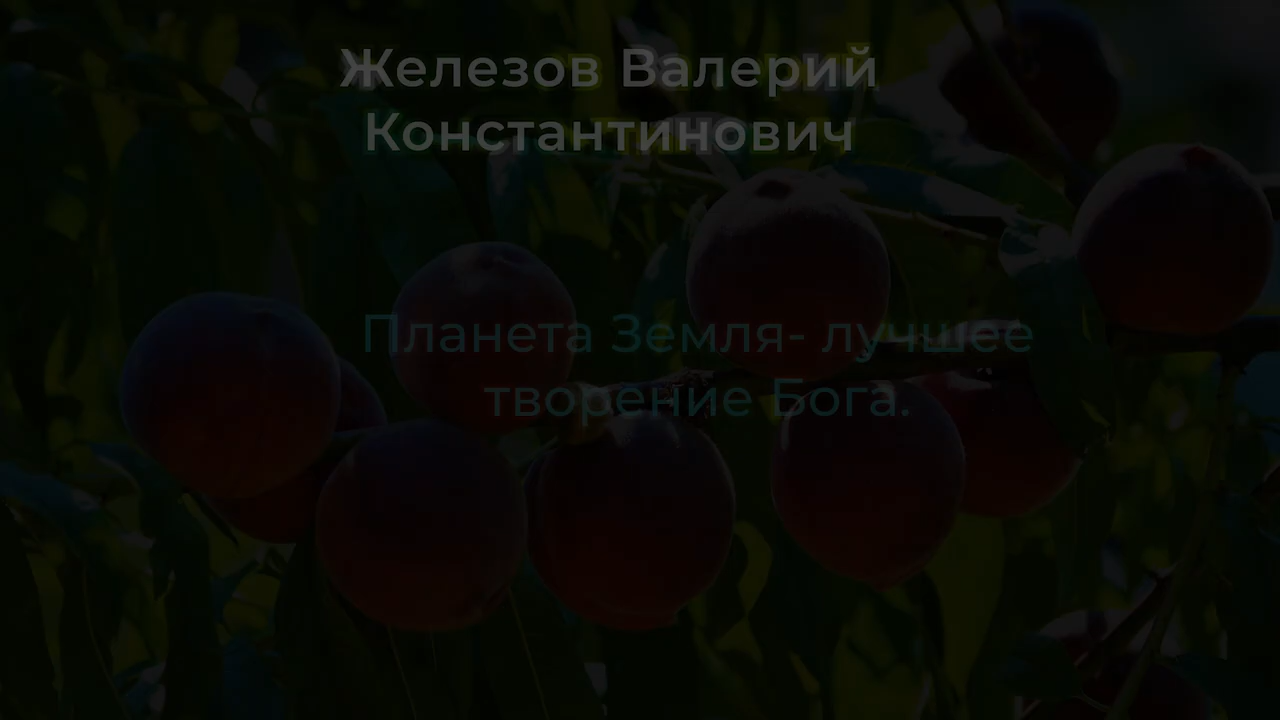 Железов Валерий
Константинович
Планета Земля- лучшее
творение Бога.